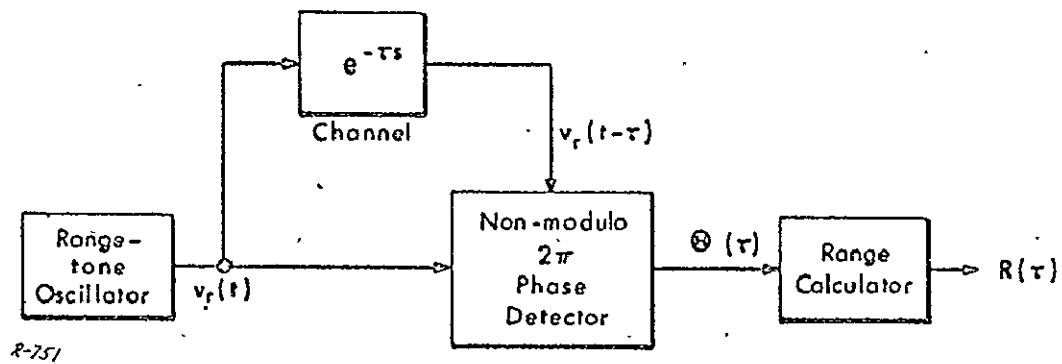 e^{-τs}
Channel
v_r(t-τ)
Range-
tone
Oscillator
v_r(t)
Non-modulo
2π
Phase
Detector
Θ(τ)
Range
Calculator
R(τ)
R-751